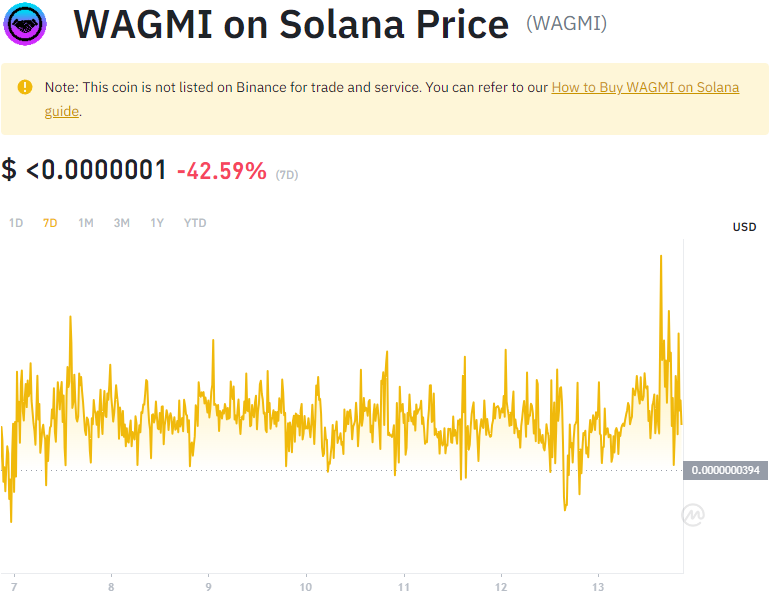 WAGMI on Solana Price (WAGMI)
Note: This coin is not listed on Binance for trade and service. You can refer to our How to Buy WAGMI on Solana
guide.
$ <0.0000001 -42.59% (7D)
1D 7D 1M 3M 1Y YTD
USD
0.0000000394
7 8 9 10 11 12 13